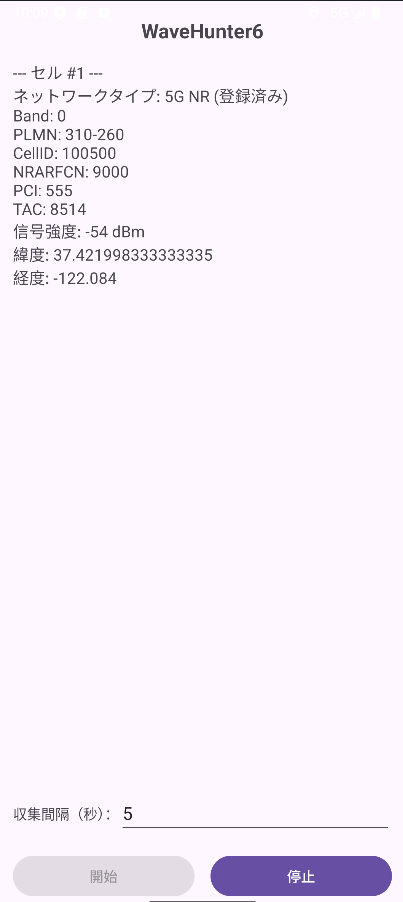 WaveHunter6
--- セル #1 ---
ネットワークタイプ: 5G NR (登録済み)
Band: 0
PLMN: 310-260
CellID: 100500
NRARFCN: 9000
PCI: 555
TAC: 8514
信号強度: -54 dBm
緯度: 37.421998333333335
経度: -122.084
収集間隔（秒）: 5
開始
停止